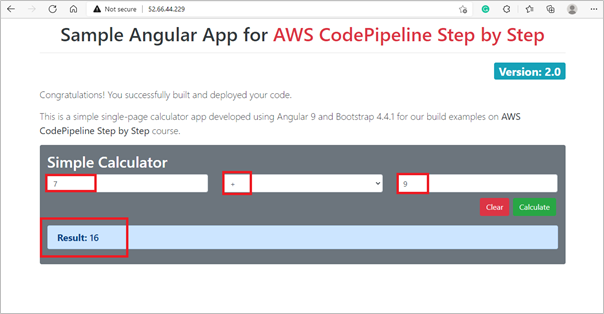 Not secure | 52.66.44.229
Sample Angular App for AWS CodePipeline Step by Step
Version: 2.0
Congratulations! You successfully built and deployed your code.
This is a simple single-page calculator app developed using Angular 9 and Bootstrap 4.4.1 for our build examples on AWS
CodePipeline Step by Step course.
Simple Calculator
7 + 9
Clear Calculate
Result: 16